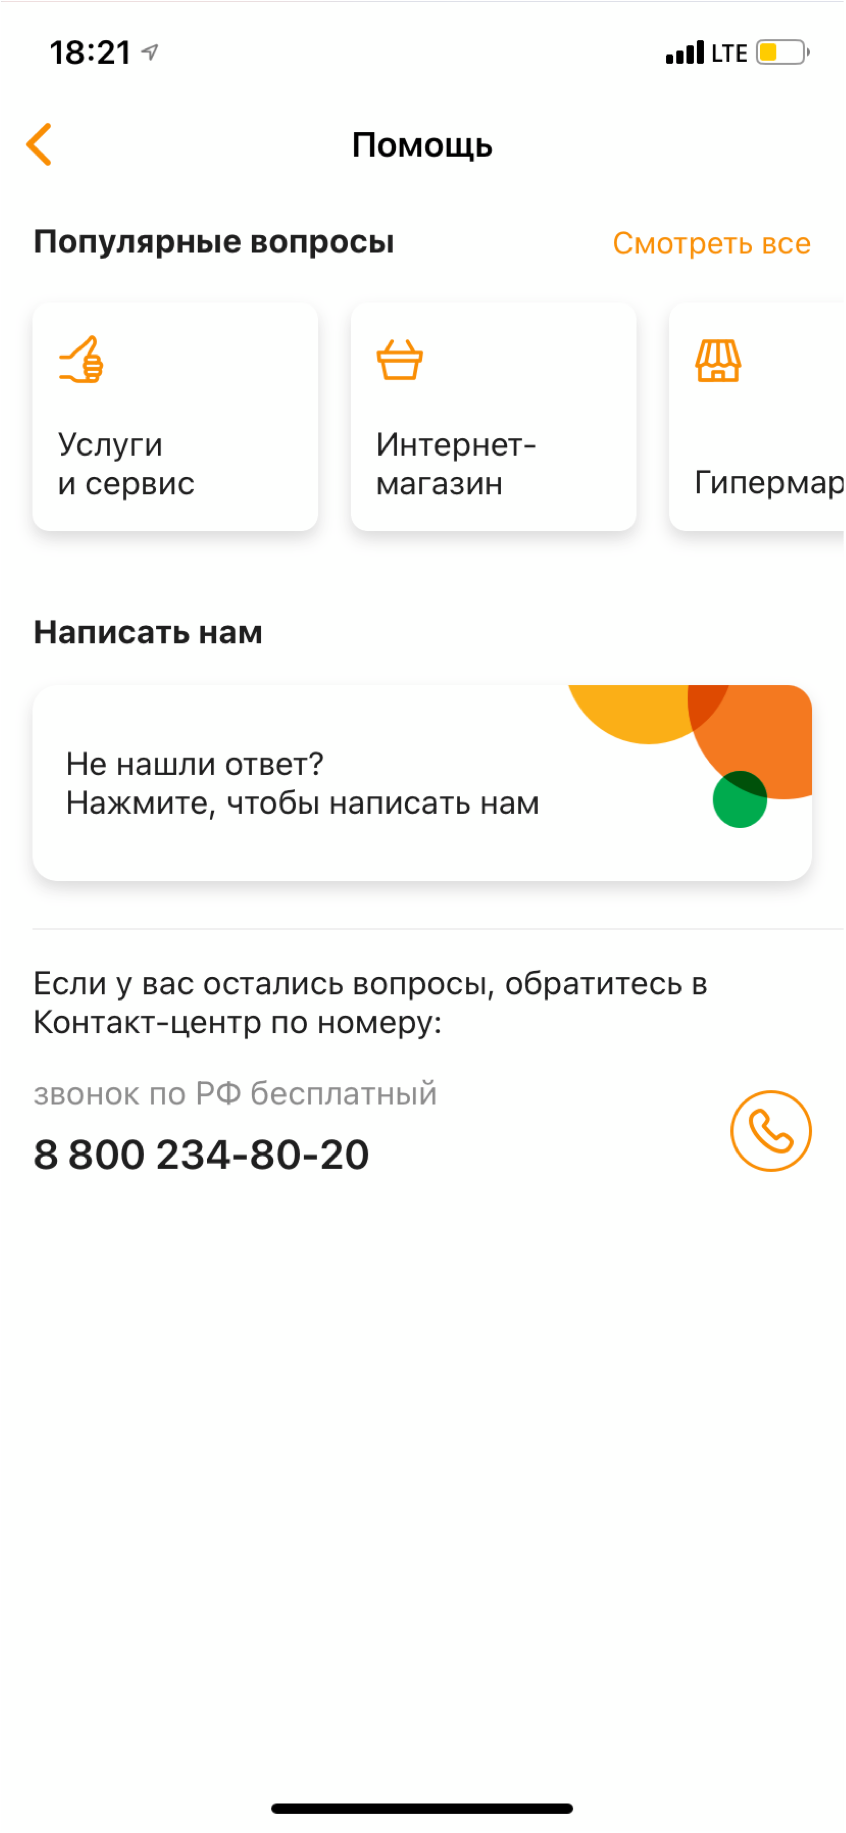 18:21
LTE
Помощь
Популярные вопросы
Смотреть все
Услуги
и сервис
Интернет-
магазин
Гипермар
Написать нам
Не нашли ответ?
Нажмите, чтобы написать нам
Если у вас остались вопросы, обратитесь в
Контакт-центр по номеру:
звонок по РФ бесплатный
8 800 234-80-20